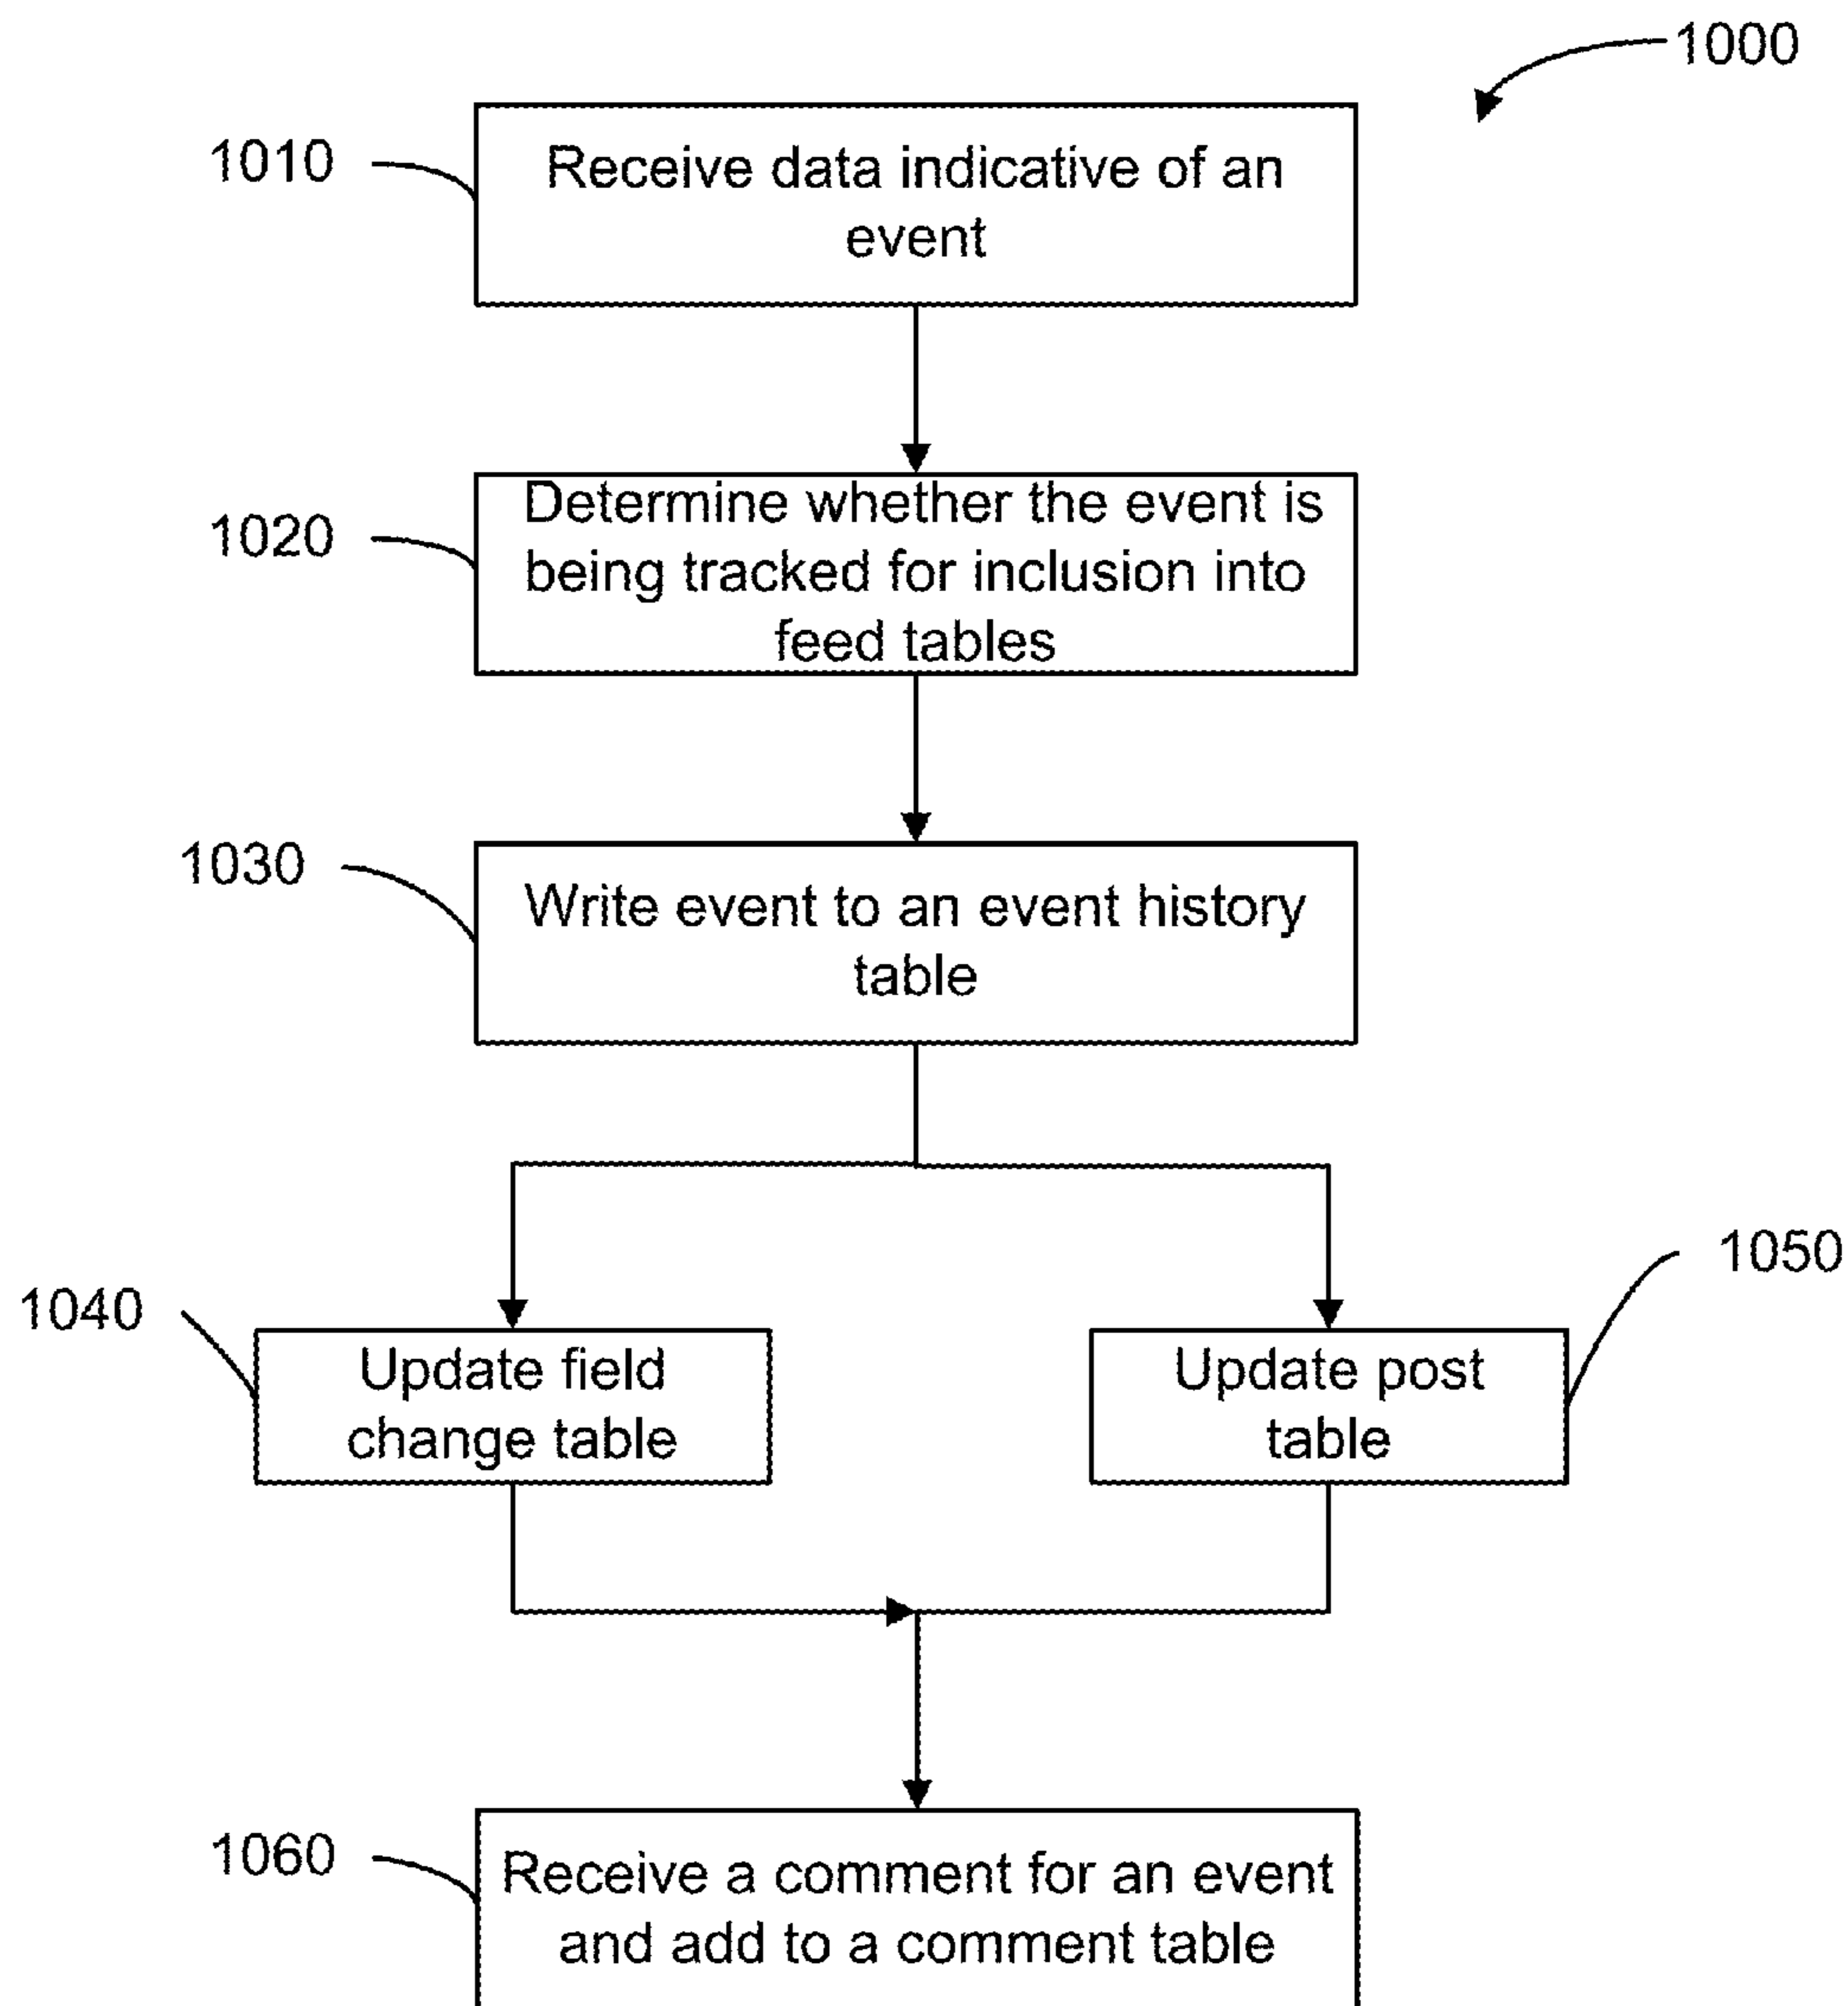 1000
1010
Receive data indicative of an
event
1020
Determine whether the event is
being tracked for inclusion into
feed tables
1030
Write event to an event history
table
1040
Update field
change table
1050
Update post
table
1060
Receive a comment for an event
and add to a comment table